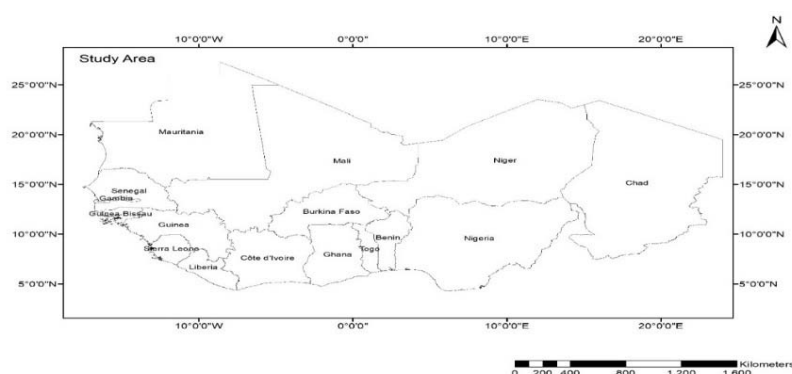 N
10°0'0"W 0°0'0" 10°0'0"E 20°0'0"E
Study Area
25°0'0"N 25°0'0"N
20°0'0"N 20°0'0"N
Mauritania
Mali
Niger
Chad
15°0'0"N 15°0'0"N
Senegal
Gambia
Guinea Bissau
Burkina Faso
Guinea
Benin
Nigeria
10°0'0"N 10°0'0"N
Sierra Leone
Togo
Ghana
Côte d'Ivoire
Liberia
5°0'0"N 5°0'0"N
10°0'0"W 0°0'0" 10°0'0"E 20°0'0"E
Kilometers
0 200 400 800 1,200 1,600